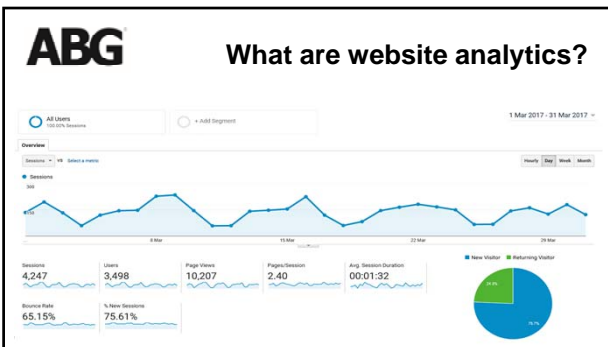 ABG
What are website analytics?
All Users
100.00% Sessions
+ Add Segment
1 Mar 2017 - 31 Mar 2017
Overview
Sessions VS Select a metric
Hourly Day Week Month
Sessions
300
150
8 Mar 15 Mar 22 Mar 29 Mar
Sessions Users Page Views Pages/Session Avg. Session Duration
4,247 3,498 10,207 2.40 00:01:32
New Visitor Returning Visitor
Bounce Rate % New Sessions
65.15% 75.61%